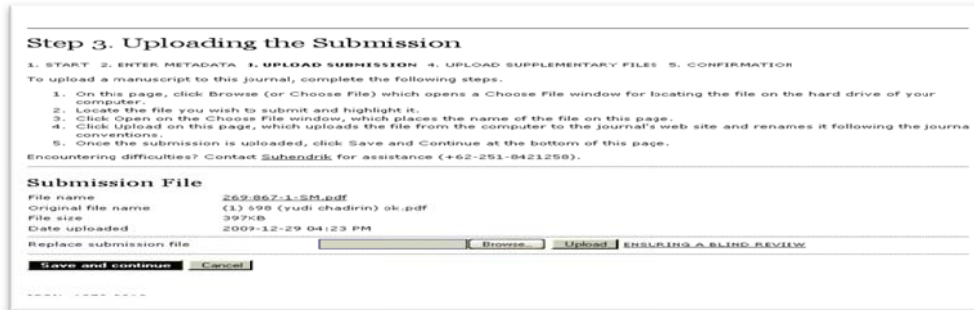 Step 3. Uploading the Submission
1. START 2. ENTER METADATA 3. UPLOAD SUBMISSION 4. UPLOAD SUPPLEMENTARY FILES 5. CONFIRMATION
To upload a manuscript to this journal, complete the following steps.
1. On this page, click Browse (or Choose File) which opens a Choose File window for locating the file on the hard drive of your
computer.
2. Locate the file you wish to submit and highlight it.
3. Click Open on the Choose File window, which places the name of the file on this page.
4. Click Upload on this page, which uploads the file from the computer to the journal's web site and renames it following the journa
conventions.
5. Once the submission is uploaded, click Save and Continue at the bottom of this page.
Encountering difficulties? Contact Suhendrik for assistance (+62-251-8421258).
Submission File
File name 269-867-1-SM.pdf
Original file name (1) 698 (yudi chadirin) ok.pdf
File size 397KB
Date uploaded 2009-12-29 04:23 PM
Replace submission file Browse... Upload ENSURING A BLIND REVIEW
Save and continue Cancel